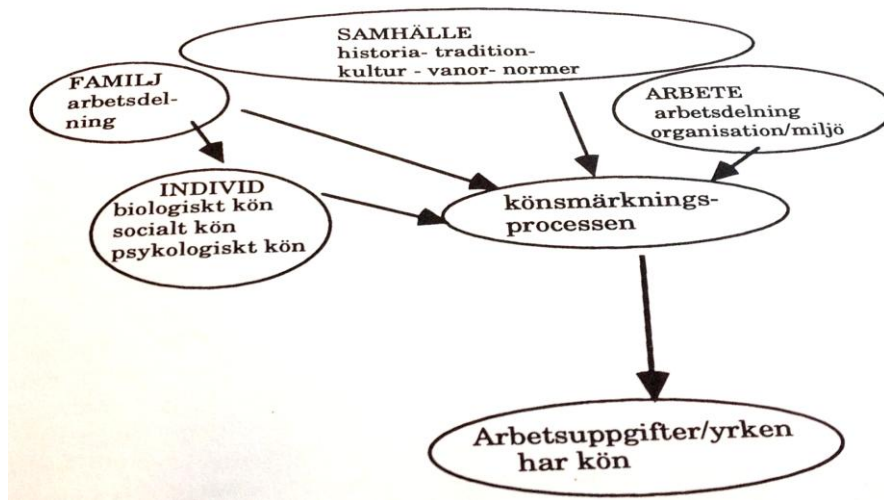 SAMHÄLLE
historia- tradition-
kultur - vanor- normer
FAMILJ
arbetsdel-
ning
ARBETE
arbetsdelning
organisation/miljö
INDIVID
biologiskt kön
socialt kön
psykologiskt kön
könsmärknings-
processen
Arbetsuppgifter/yrken
har kön